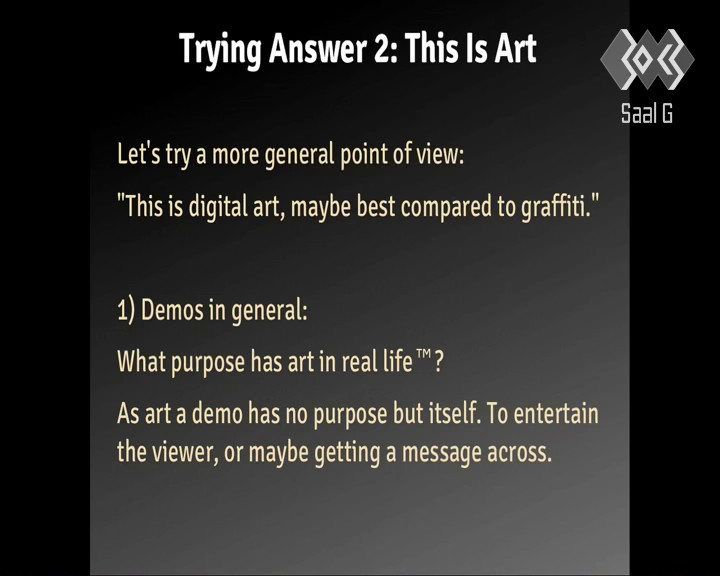 Trying Answer 2: This Is Art
Saal G
Let's try a more general point of view:
"This is digital art, maybe best compared to graffiti."
1) Demos in general:
What purpose has art in real life™?
As art a demo has no purpose but itself. To entertain
the viewer, or maybe getting a message across.